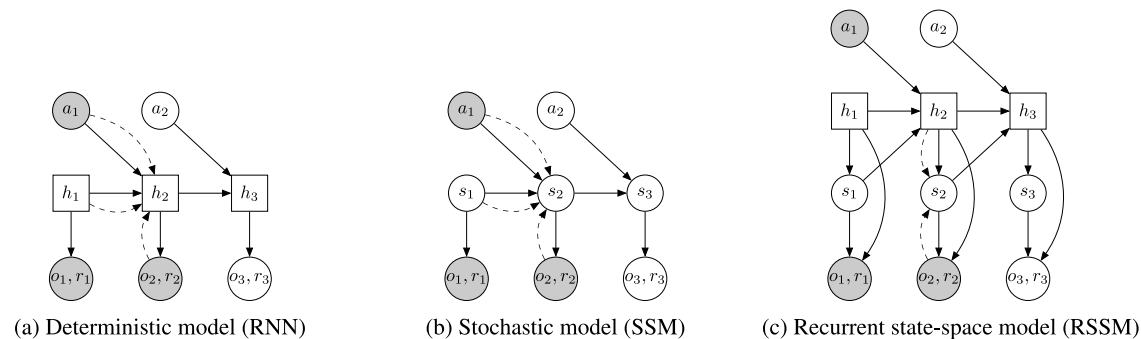 a₁ a₂
h₁ h₂ h₃
o₁, r₁ o₂, r₂ o₃, r₃
(a) Deterministic model (RNN)
a₁ a₂
s₁ s₂ s₃
o₁, r₁ o₂, r₂ o₃, r₃
(b) Stochastic model (SSM)
a₁ a₂
h₁ h₂ h₃
s₁ s₂ s₃
o₁, r₁ o₂, r₂ o₃, r₃
(c) Recurrent state-space model (RSSM)